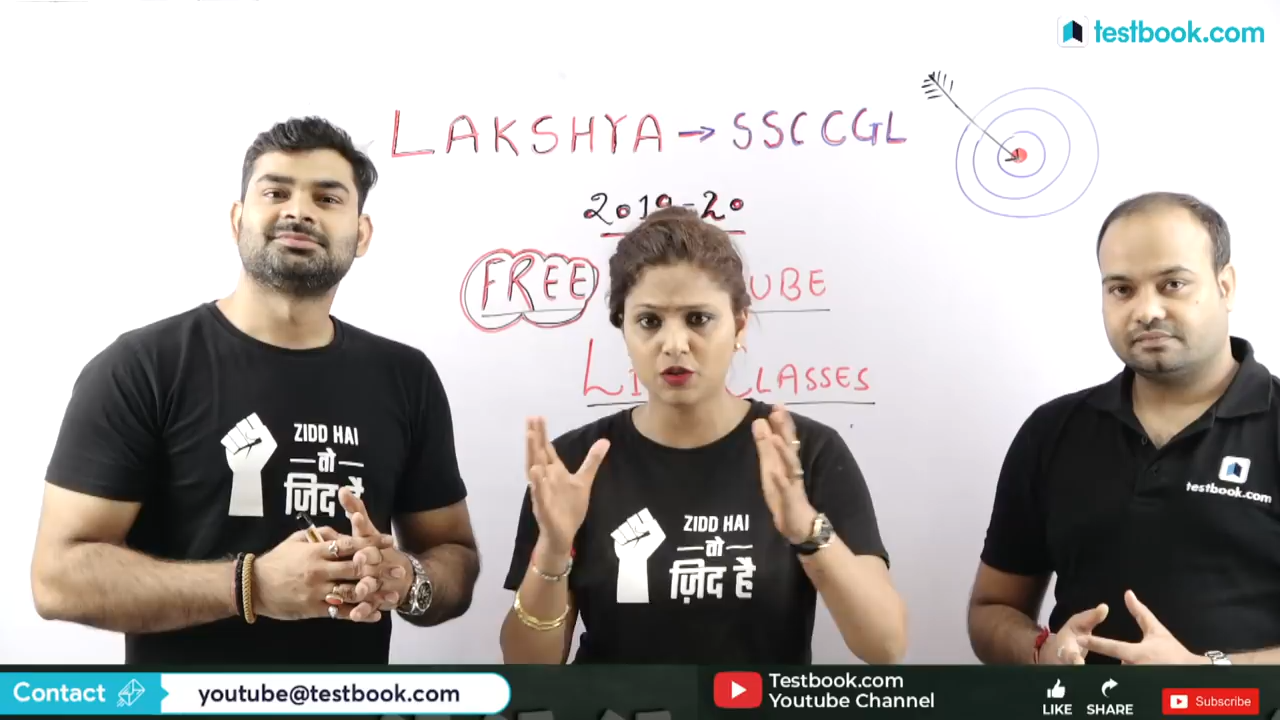 testbook.com
LAKSHYA → SSC CGL
2019-20
FREE UBE
LI CLASSES
ZIDD HAI
तो
ज़िद है
ZIDD HAI
तो
ज़िद है
testbook.com
Contact youtube@testbook.com
Testbook.com
Youtube Channel
LIKE SHARE Subscribe